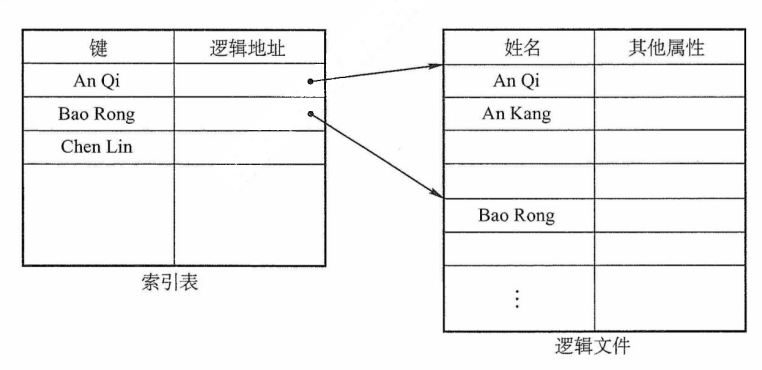 键 逻辑地址
An Qi
Bao Rong
Chen Lin
索引表
姓名 其他属性
An Qi
An Kang
Bao Rong
⋮
逻辑文件